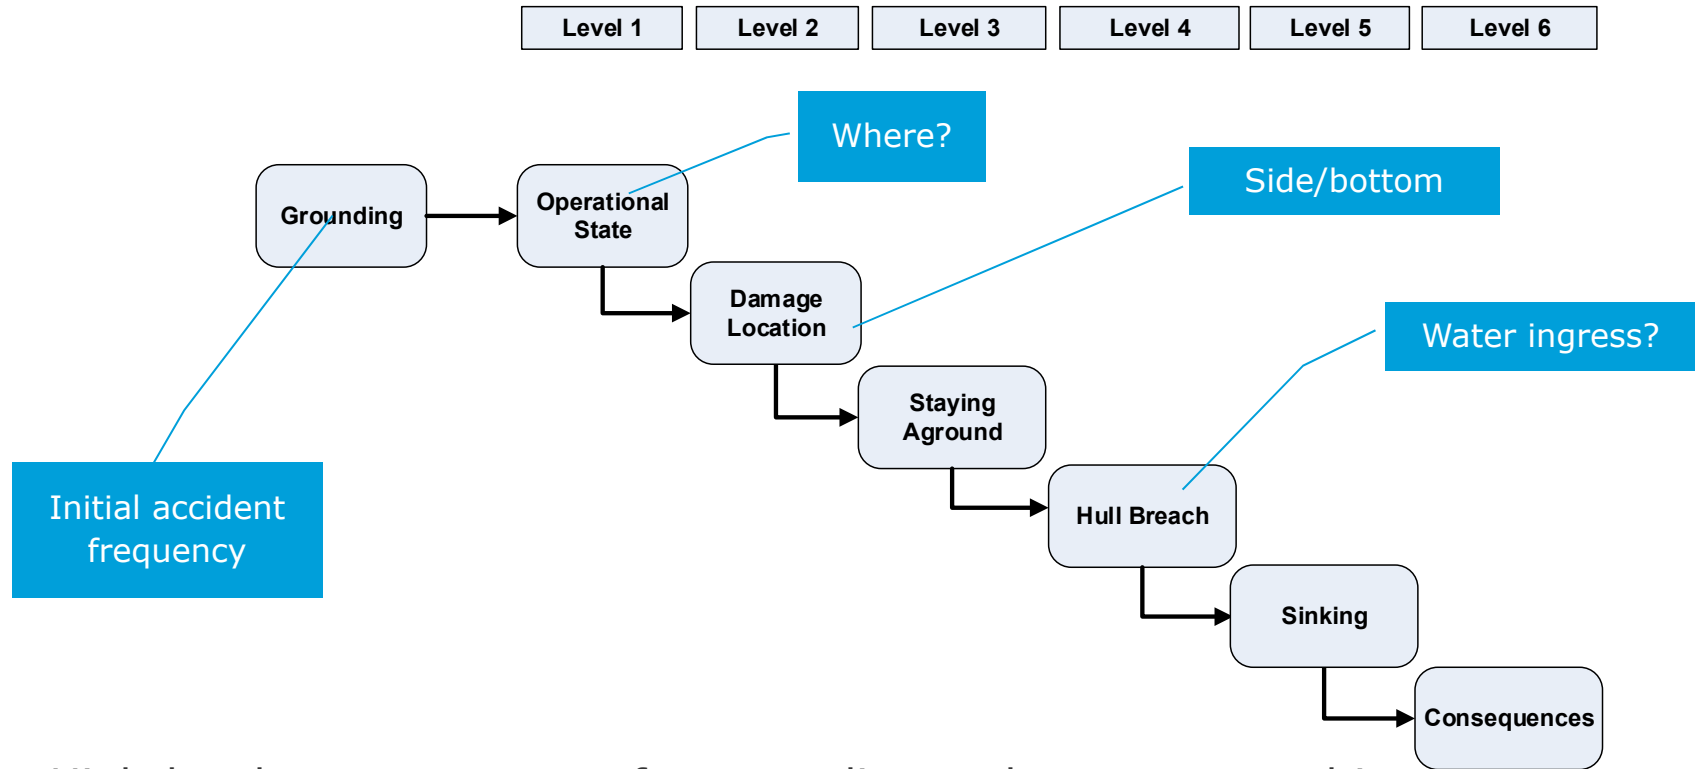 Level 1
Level 2
Level 3
Level 4
Level 5
Level 6
Where?
Side/bottom
Grounding
Operational
State
Damage
Location
Water ingress?
Staying
Aground
Initial accident
frequency
Hull Breach
Sinking
Consequences